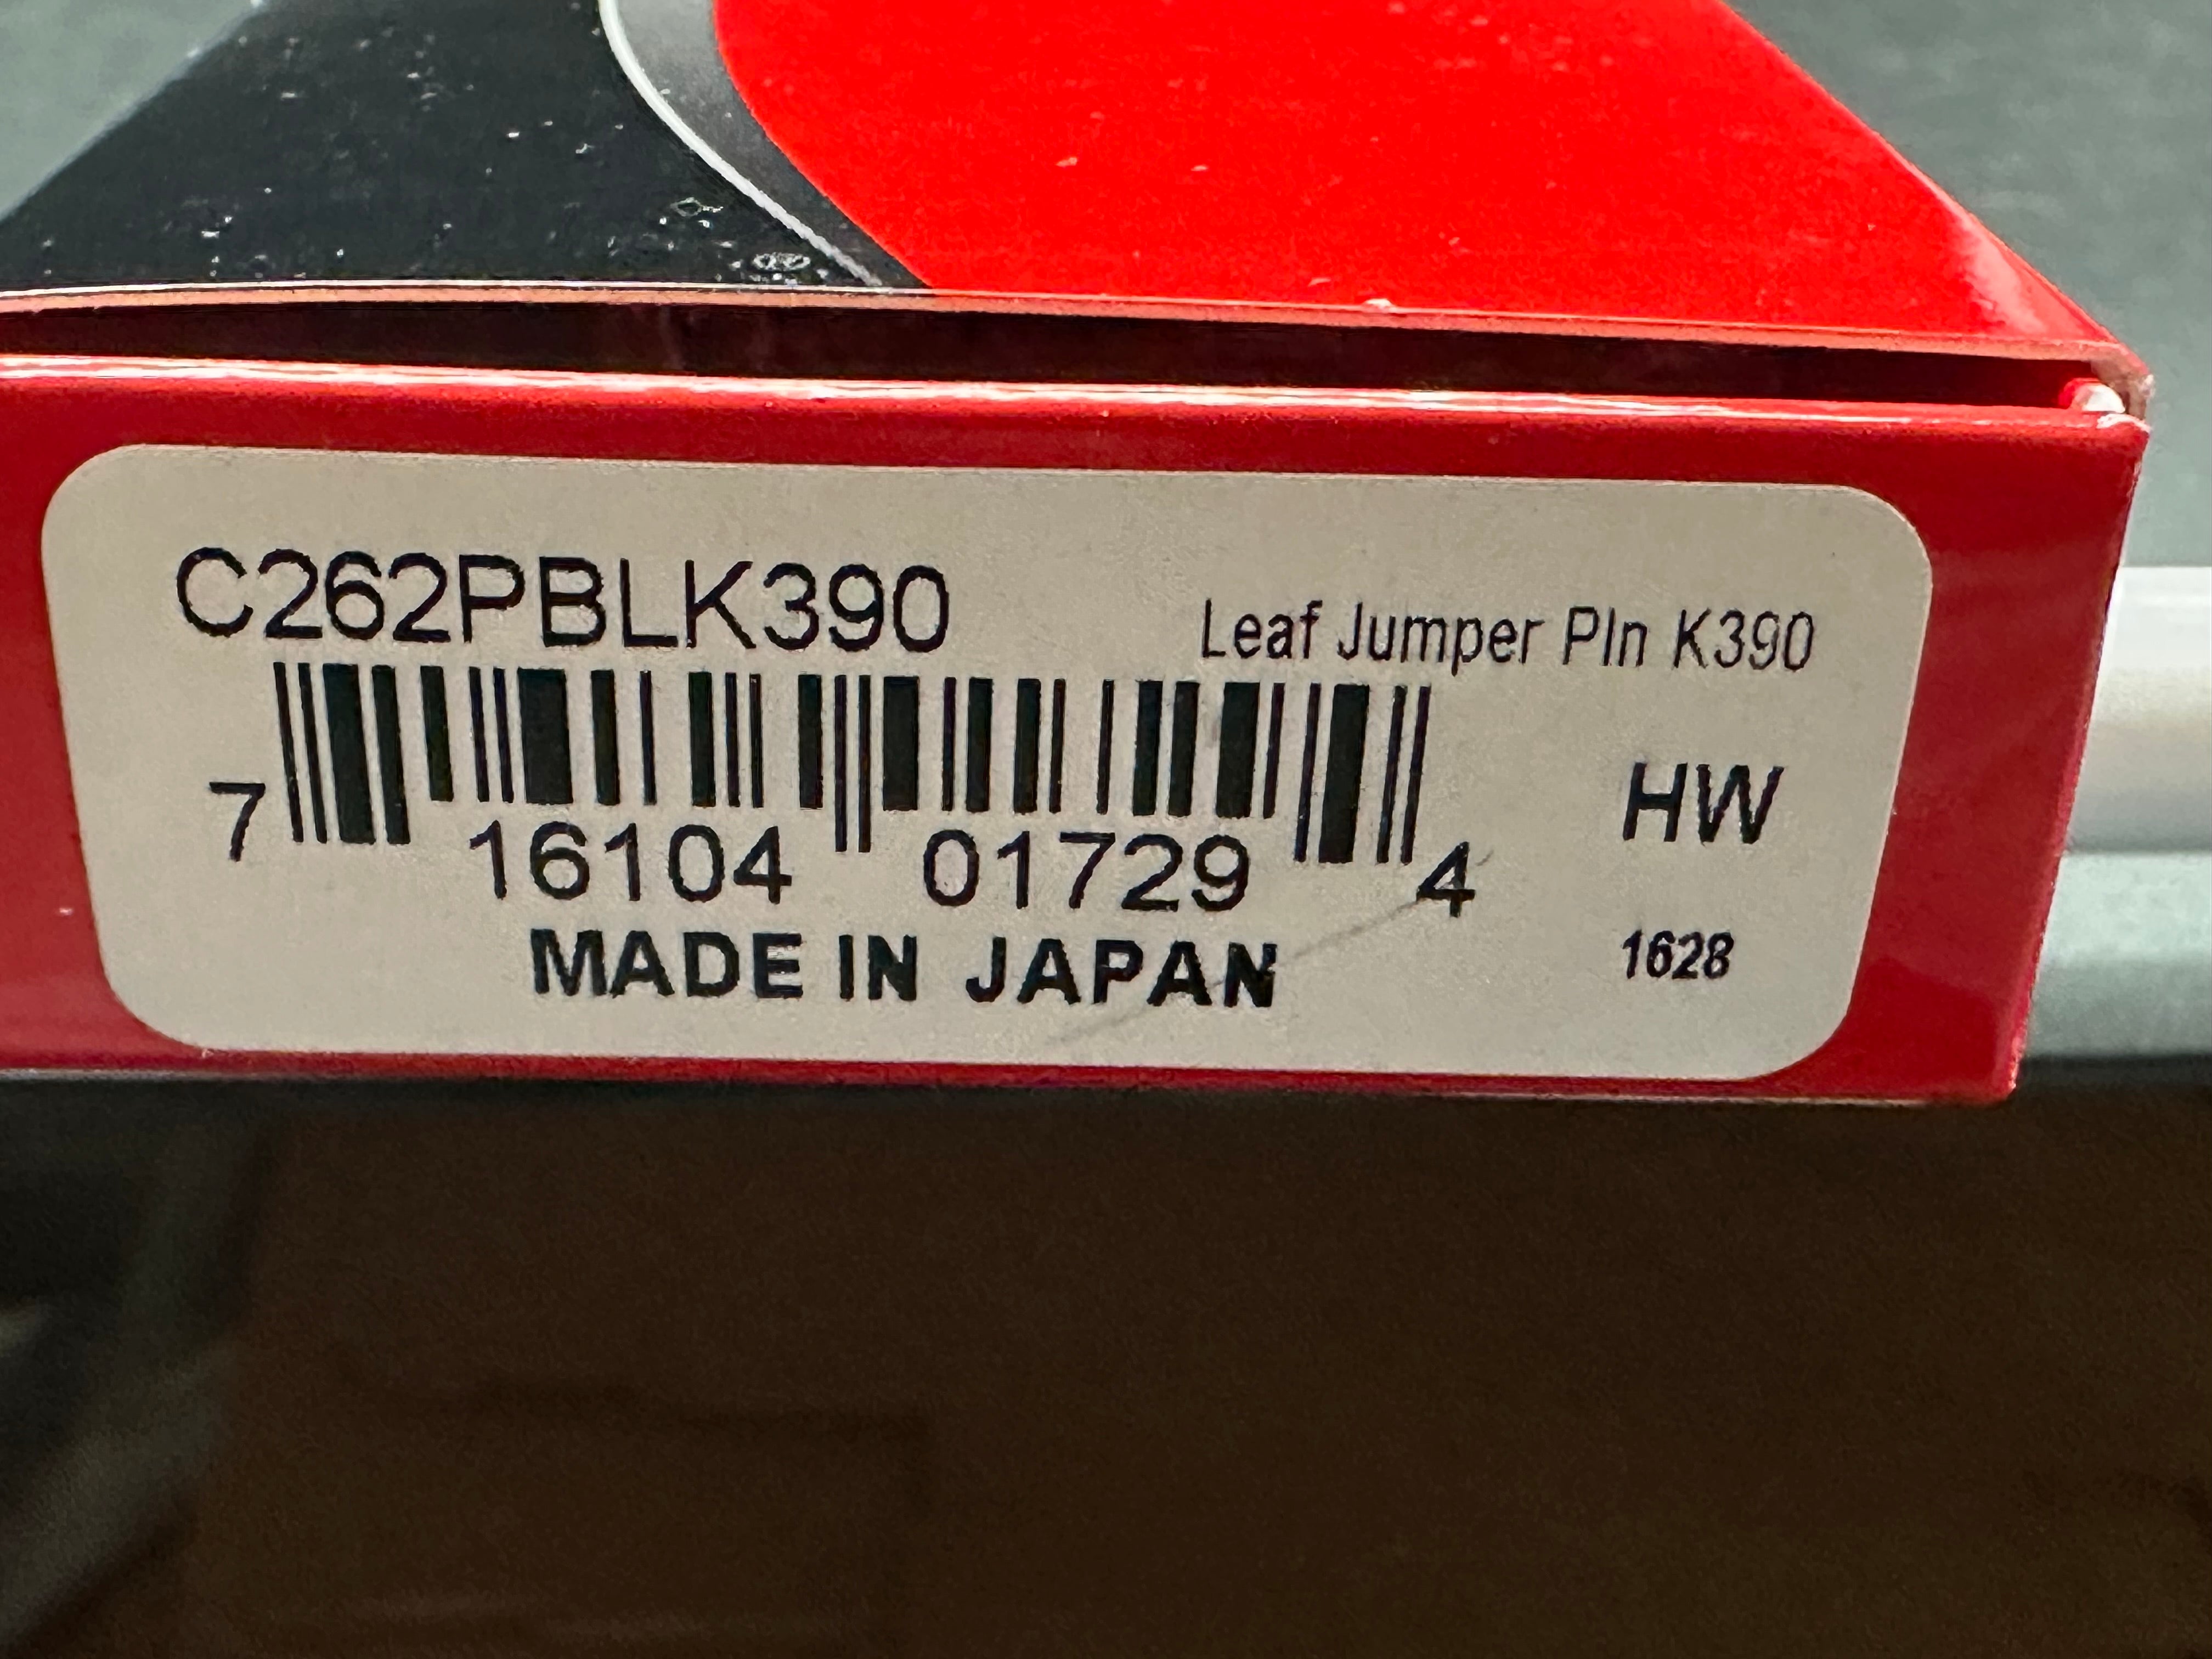 C262PBLK390
Leaf Jumper Pln K390
7 16104 01729 4
HW
MADE IN JAPAN
1628